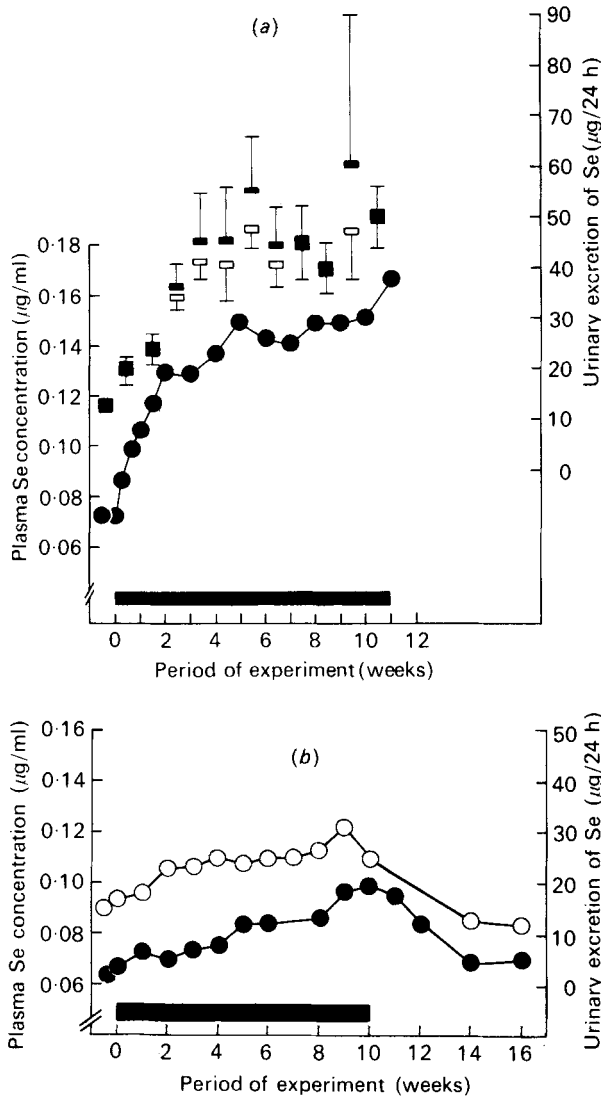 (a)
Plasma Se concentration (μg/ml)
0·18
0·16
0·14
0·12
0·10
0·08
0·06
Urinary excretion of Se (μg/24 h)
90
80
70
60
50
40
30
20
10
0
0 2 4 6 8 10 12
Period of experiment (weeks)
(b)
Plasma Se concentration (μg/ml)
0·16
0·14
0·12
0·10
0·08
0·06
Urinary excretion of Se (μg/24 h)
50
40
30
20
10
0
0 2 4 6 8 10 12 14 16
Period of experiment (weeks)